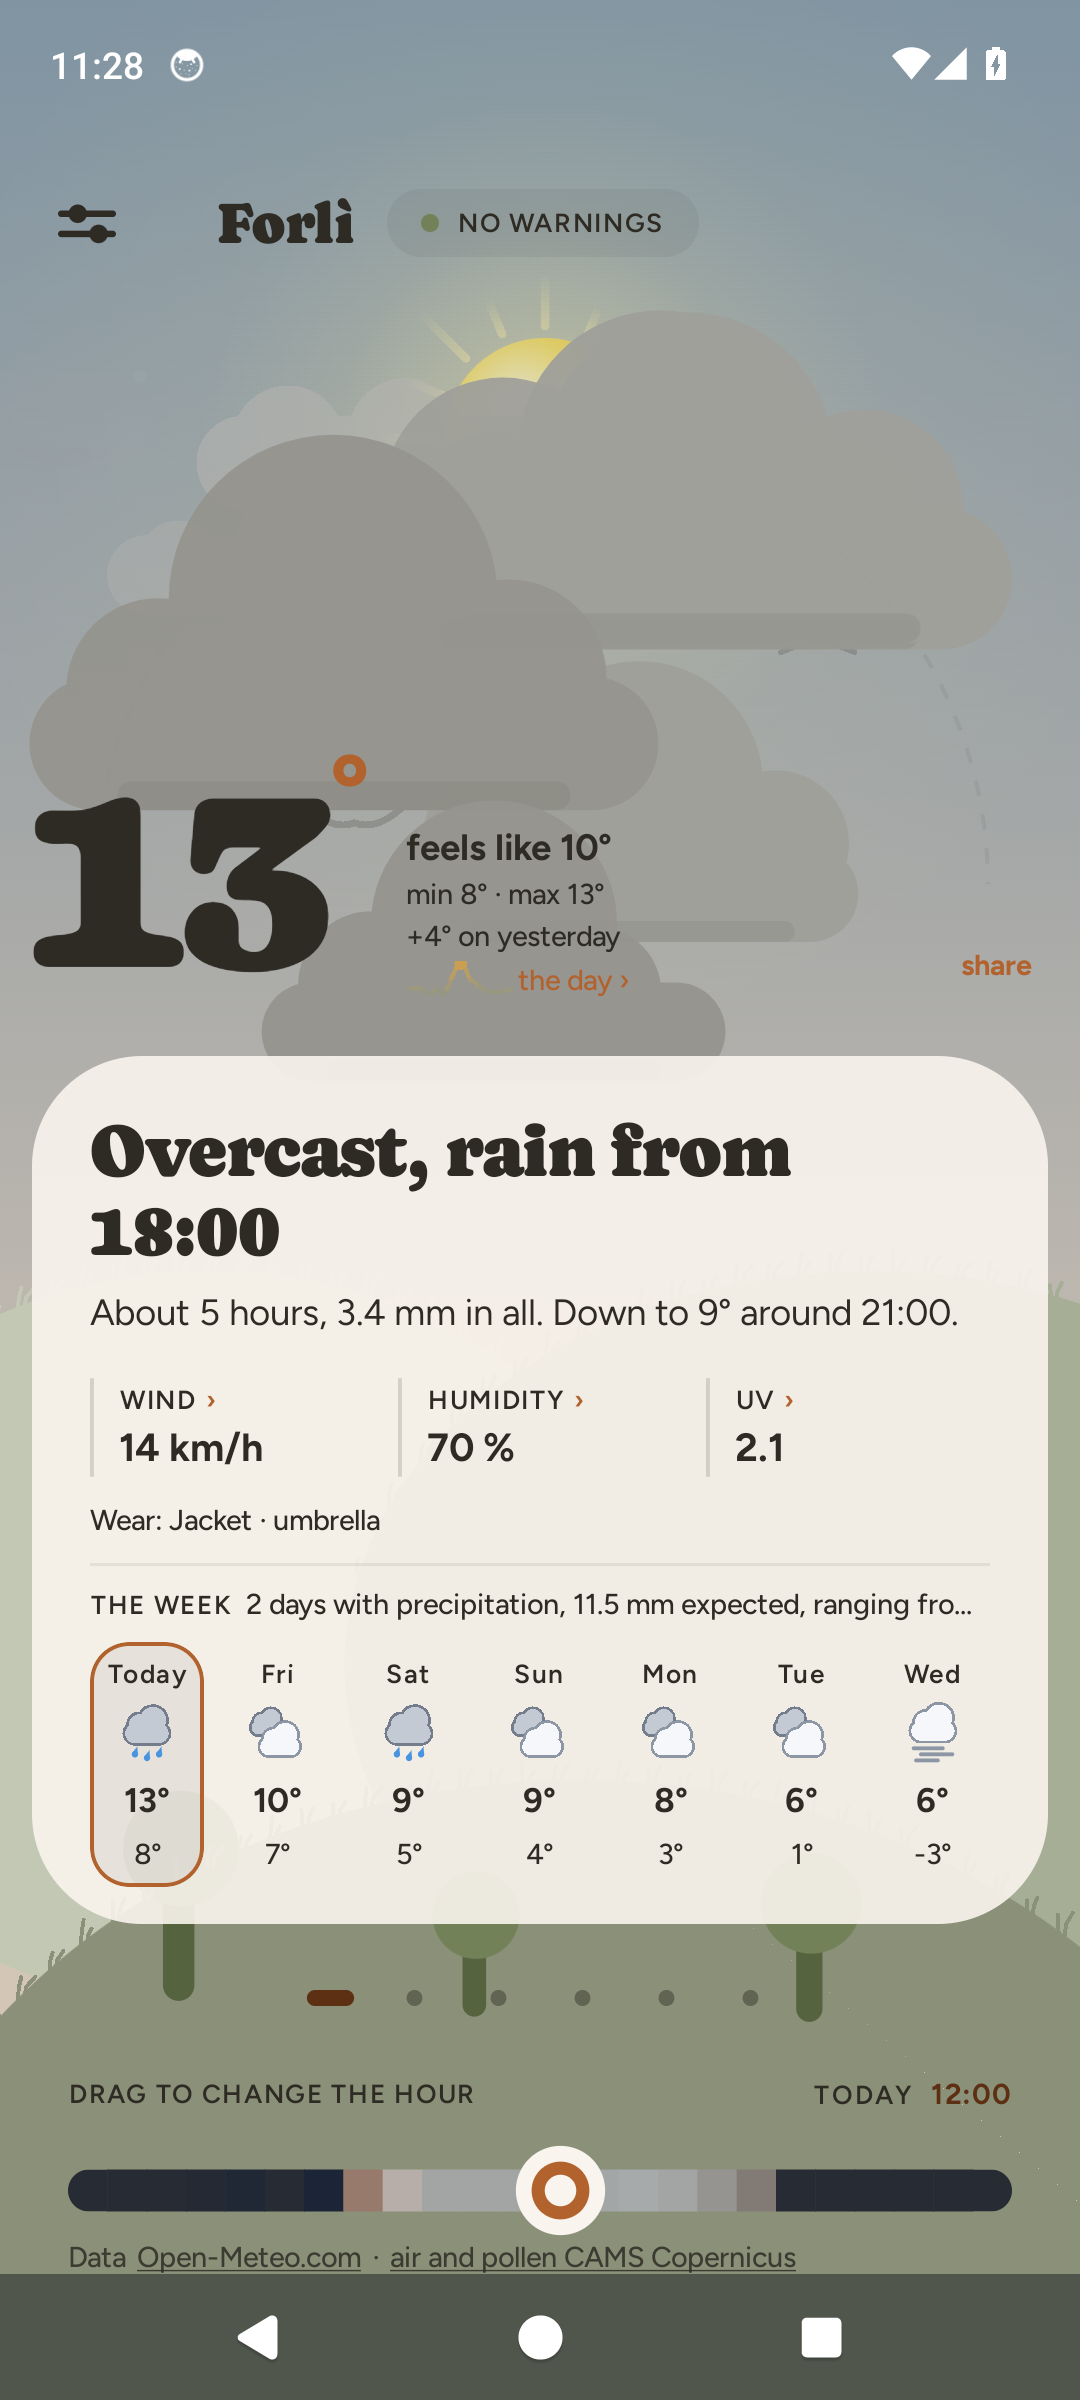 11:28
Forlì
NO WARNINGS
13
feels like 10°
min 8° · max 13°
+4° on yesterday
the day ›
share
Overcast, rain from
18:00
About 5 hours, 3.4 mm in all. Down to 9° around 21:00.
WIND › HUMIDITY › UV ›
14 km/h 70 % 2.1
Wear: Jacket · umbrella
THE WEEK 2 days with precipitation, 11.5 mm expected, ranging fro...
Today Fri Sat Sun Mon Tue Wed
13° 10° 9° 9° 8° 6° 6°
8° 7° 5° 4° 3° 1° -3°
DRAG TO CHANGE THE HOUR TODAY 12:00
Data Open-Meteo.com · air and pollen CAMS Copernicus